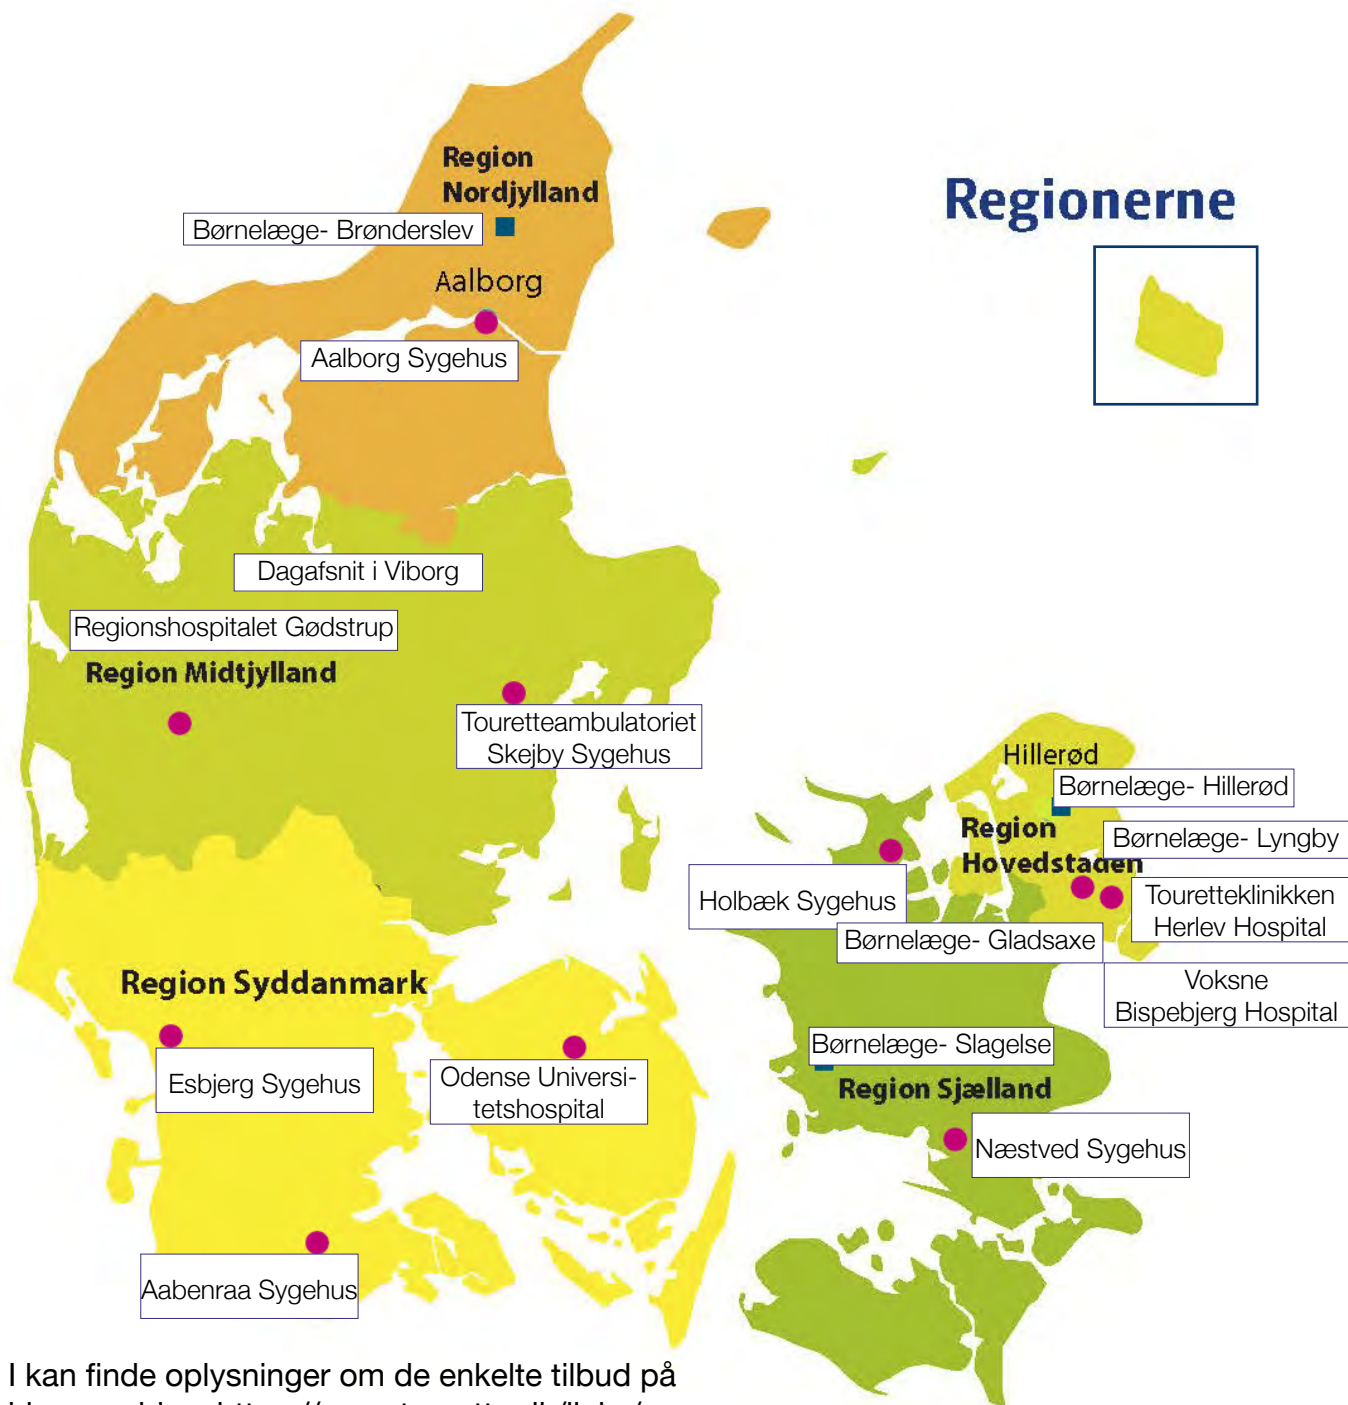 Region
Nordjylland
Regionerne
Børnelæge- Brønderslev
Aalborg
Aalborg Sygehus
Dagafsnit i Viborg
Regionshospitalet Gødstrup
Region Midtjylland
Touretteambulatoriet
Skejby Sygehus
Hillerød
Børnelæge- Hillerød
Region
Hovedstaden
Børnelæge- Lyngby
Holbæk Sygehus
Touretteklinikken
Herlev Hospital
Børnelæge- Gladsaxe
Voksne
Bispebjerg Hospital
Region Syddanmark
Børnelæge- Slagelse
Esbjerg Sygehus
Odense Universi-
tetshospital
Region Sjælland
Næstved Sygehus
Aabenraa Sygehus
I kan finde oplysninger om de enkelte tilbud på